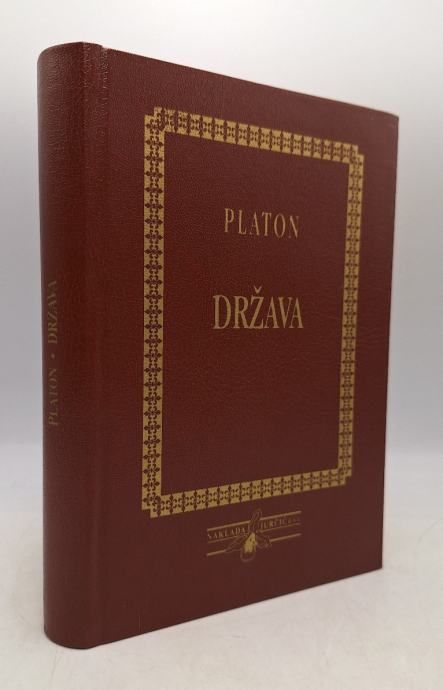 PLATON
DRŽAVA
NAKLADA JURČIĆ d.o.o.
PLATON • DRŽAVA